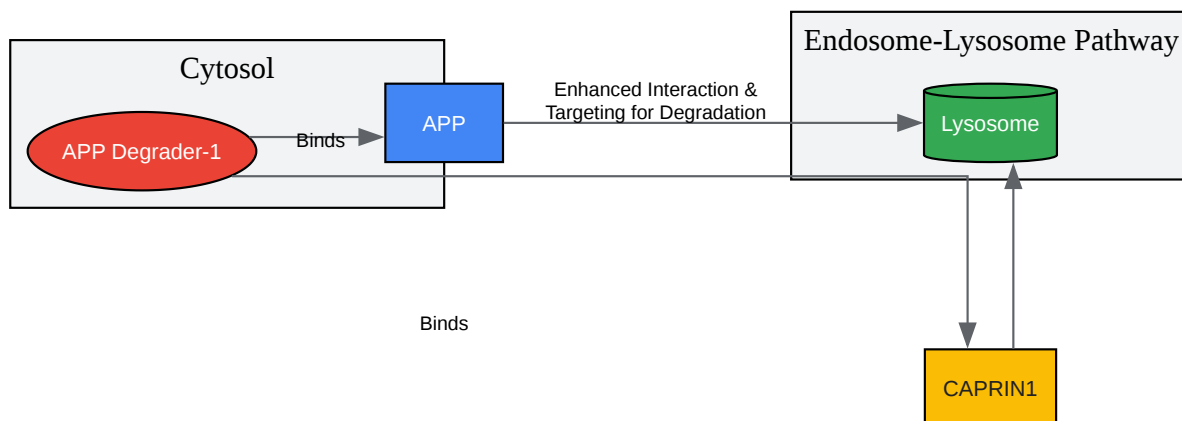 Endosome-Lysosome Pathway
Cytosol
Enhanced Interaction &
Targeting for Degradation
APP Degrader-1
Binds
APP
Lysosome
Binds
CAPRIN1